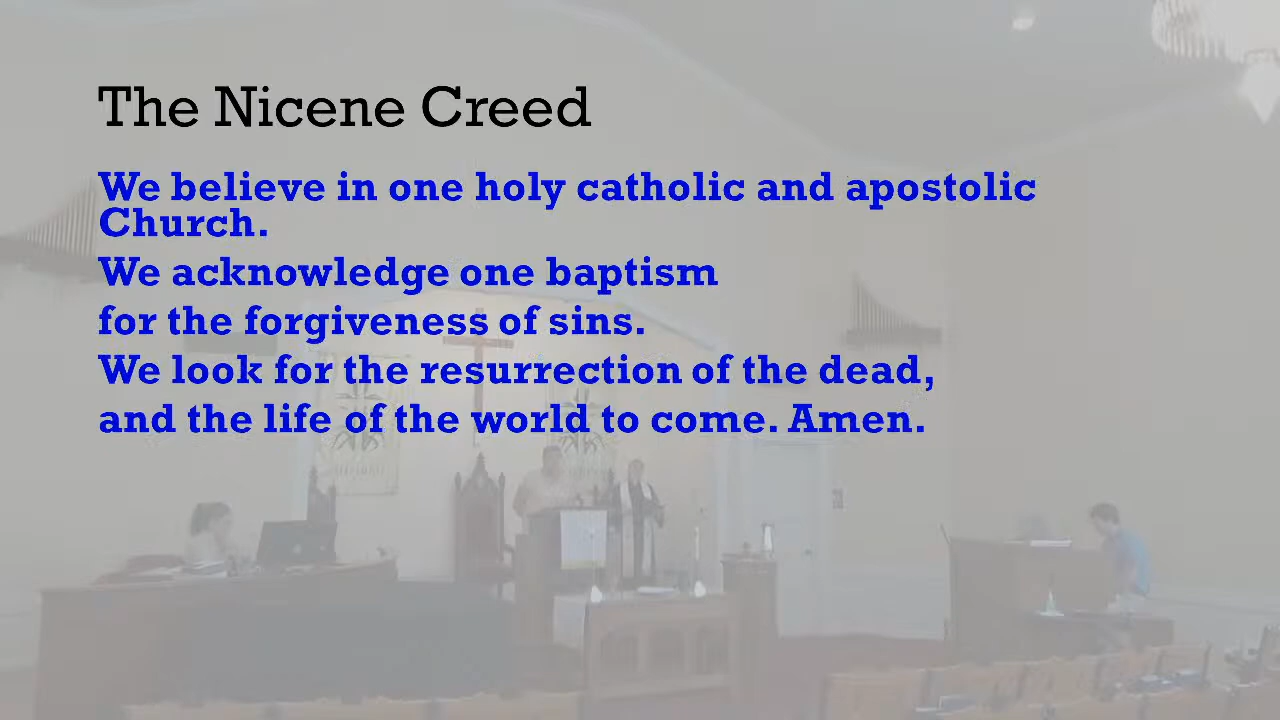 The Nicene Creed
We believe in one holy catholic and apostolic
Church.
We acknowledge one baptism
for the forgiveness of sins.
We look for the resurrection of the dead,
and the life of the world to come. Amen.